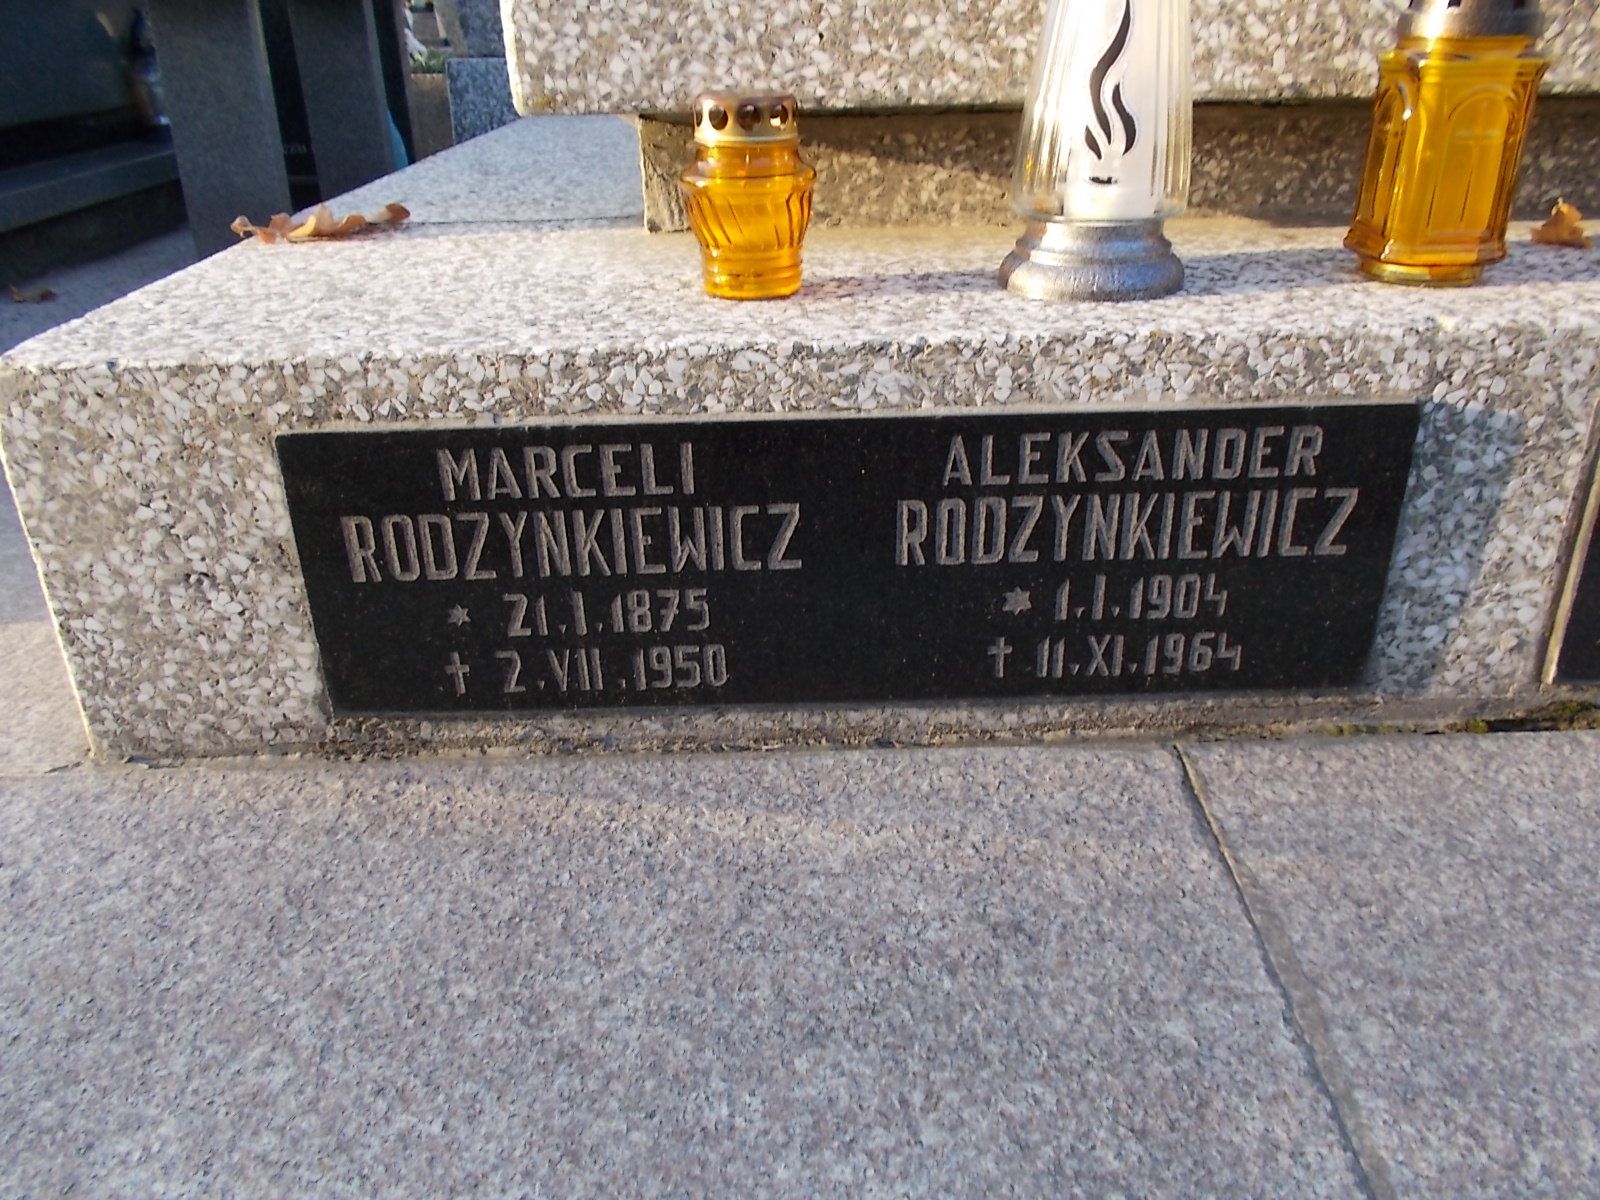 MARCELI
RODZYNKIEWICZ
* 21.I.1875
† 2.VII.1950
ALEKSANDER
RODZYNKIEWICZ
* 1.I.1904
† 11.XI.1964